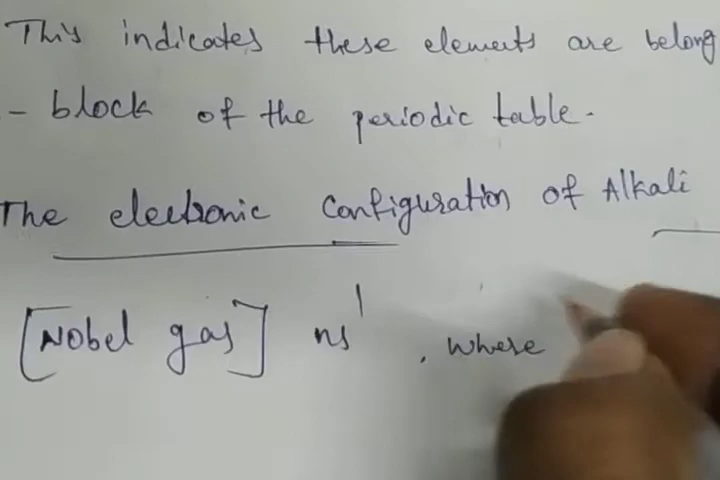 This indicates these elements are belong
- block of the periodic table.
The electronic configuration of Alkali
[Nobel gas] ns¹, where